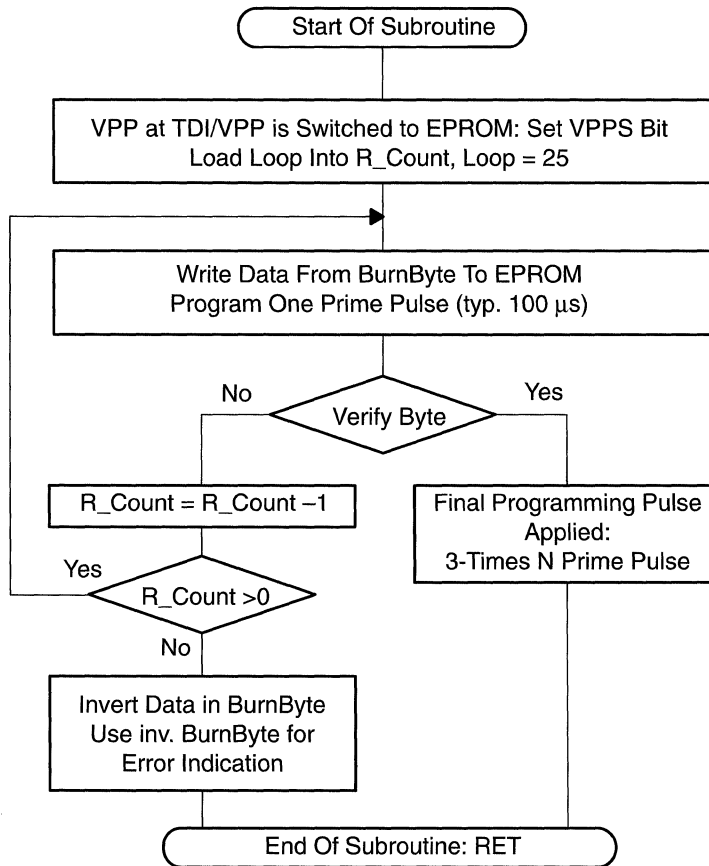 Start Of Subroutine
VPP at TDI/VPP is Switched to EPROM: Set VPPS Bit
Load Loop Into R_Count, Loop = 25
Write Data From BurnByte To EPROM
Program One Prime Pulse (typ. 100 µs)
No
Yes
Verify Byte
R_Count = R_Count –1
Final Programming Pulse
Applied:
3-Times N Prime Pulse
Yes
R_Count >0
No
Invert Data in BurnByte
Use inv. BurnByte for
Error Indication
End Of Subroutine: RET